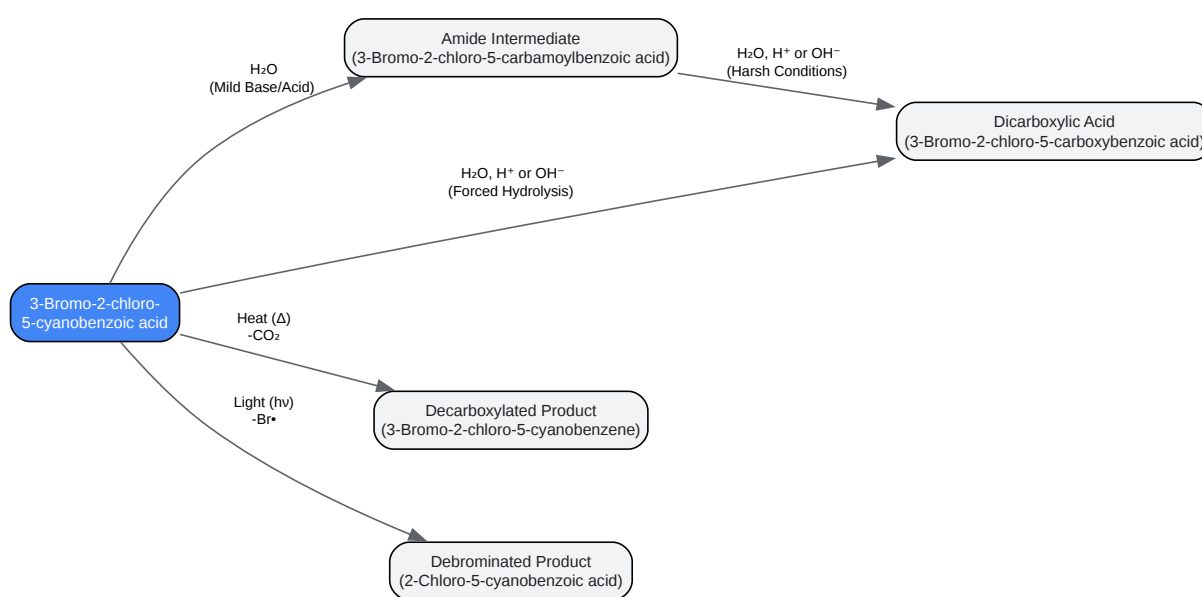 Amide Intermediate
(3-Bromo-2-chloro-5-carbamoylbenzoic acid)
H₂O
(Mild Base/Acid)
H₂O, H⁺ or OH⁻
(Harsh Conditions)
Dicarboxylic Acid
(3-Bromo-2-chloro-5-carboxybenzoic acid)
H₂O, H⁺ or OH⁻
(Forced Hydrolysis)
3-Bromo-2-chloro-
5-cyanobenzoic acid
Heat (Δ)
-CO₂
Decarboxylated Product
(3-Bromo-2-chloro-5-cyanobenzene)
Light (hν)
-Br•
Debrominated Product
(2-Chloro-5-cyanobenzoic acid)